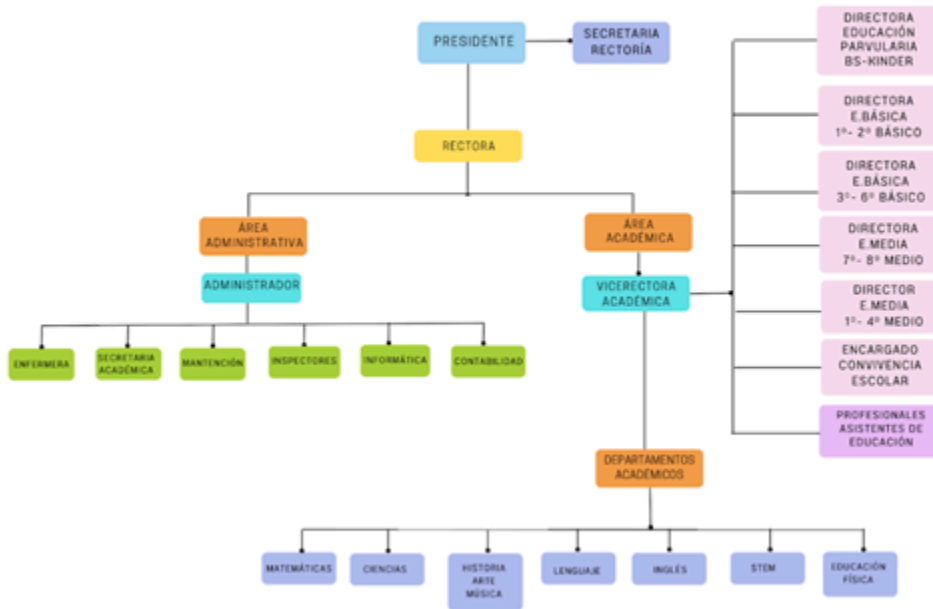 PRESIDENTE
SECRETARIA
RECTORÍA
RECTORA
ÁREA
ADMINISTRATIVA
ADMINISTRADOR
ENFERMERA
SECRETARIA
ACADÉMICA
MANTENCIÓN
INSPECTORES
INFORMÁTICA
CONTABILIDAD
ÁREA
ACADÉMICA
VICERECTORA
ACADÉMICA
DIRECTORA
EDUCACIÓN
PARVULARIA
BS-KINDER
DIRECTORA
E.BÁSICA
1º- 2º BÁSICO
DIRECTORA
E.BÁSICA
3º- 6º BÁSICO
DIRECTORA
E.MEDIA
7º- 8º MEDIO
DIRECTOR
E.MEDIA
1º- 4º MEDIO
ENCARGADO
CONVIVENCIA
ESCOLAR
PROFESIONALES
ASISTENTES DE
EDUCACIÓN
DEPARTAMENTOS
ACADÉMICOS
MATEMÁTICAS
CIENCIAS
HISTORIA
ARTE
MÚSICA
LENGUAJE
INGLÉS
STEM
EDUCACIÓN
FÍSICA